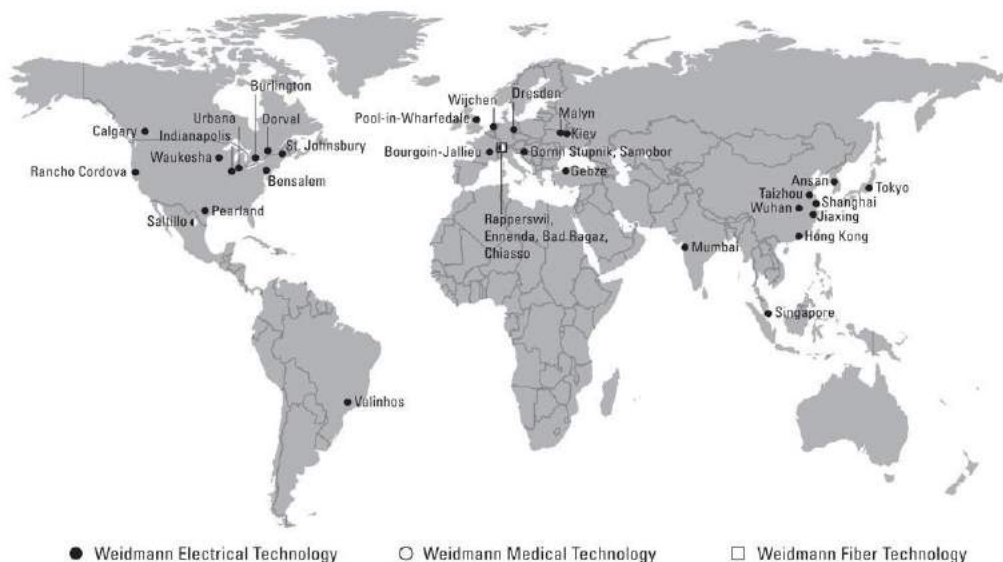 Burlington
Urbana
Dorval
Indianapolis
Calgary
St. Johnsbury
Waukesha
Rancho Cordova
Bensalem
Pearland
Saltillo
Valinhos
Wijchen
Dresden
Malyn
Pool-in-Wharfedale
Kiev
Bourgoin-Jallieu
Gornji Stupnik, Samobor
Gebze
Rapperswil,
Ennenda, Bad Ragaz,
Chiasso
Ansan
Tokyo
Taizhou
Shanghai
Wuhan
Jiaxing
Hong Kong
Mumbai
Singapore
Weidmann Electrical Technology
Weidmann Medical Technology
Weidmann Fiber Technology